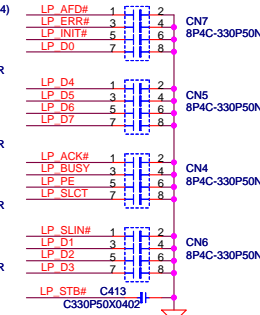 4)
LP_AFD# 1 2
LP_ERR# 3 4 CN7
LP_INIT# 5 6 8P4C-330P50N
LP_D0 7 8
R
LP_D4 1 2
LP_D5 3 4 CN5
LP_D6 5 6 8P4C-330P50N
LP_D7 7 8
R
LP_ACK# 1 2
LP_BUSY 3 4 CN4
LP_PE 5 6 8P4C-330P50N
LP_SLCT 7 8
R
LP_SLIN# 1 2
LP_D1 3 4 CN6
LP_D2 5 6 8P4C-330P50N
LP_D3 7 8
R
LP_STB# C413
C330P50X0402